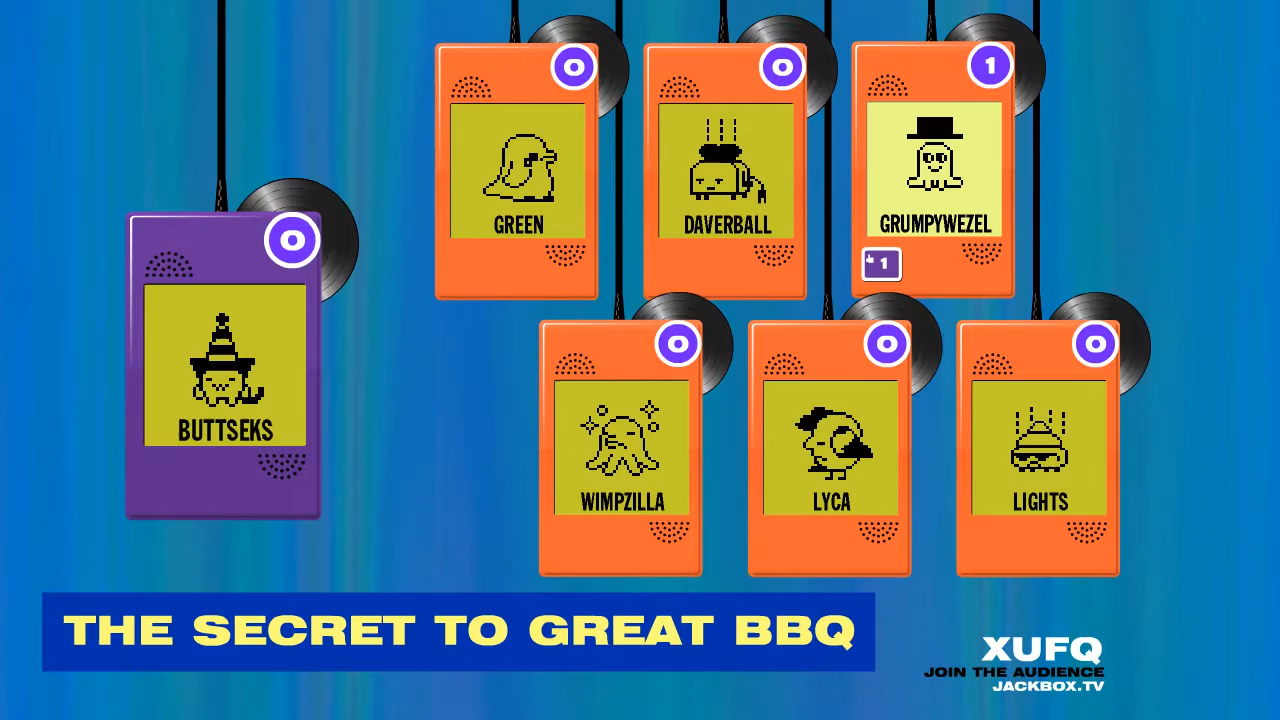 0
0
1
GREEN
DAVERBALL
GRUMPYWEZEL
1
0
BUTTSEKS
0
0
0
WIMPZILLA
LYCA
LIGHTS
THE SECRET TO GREAT BBQ
XUFQ
JOIN THE AUDIENCE
JACKBOX.TV